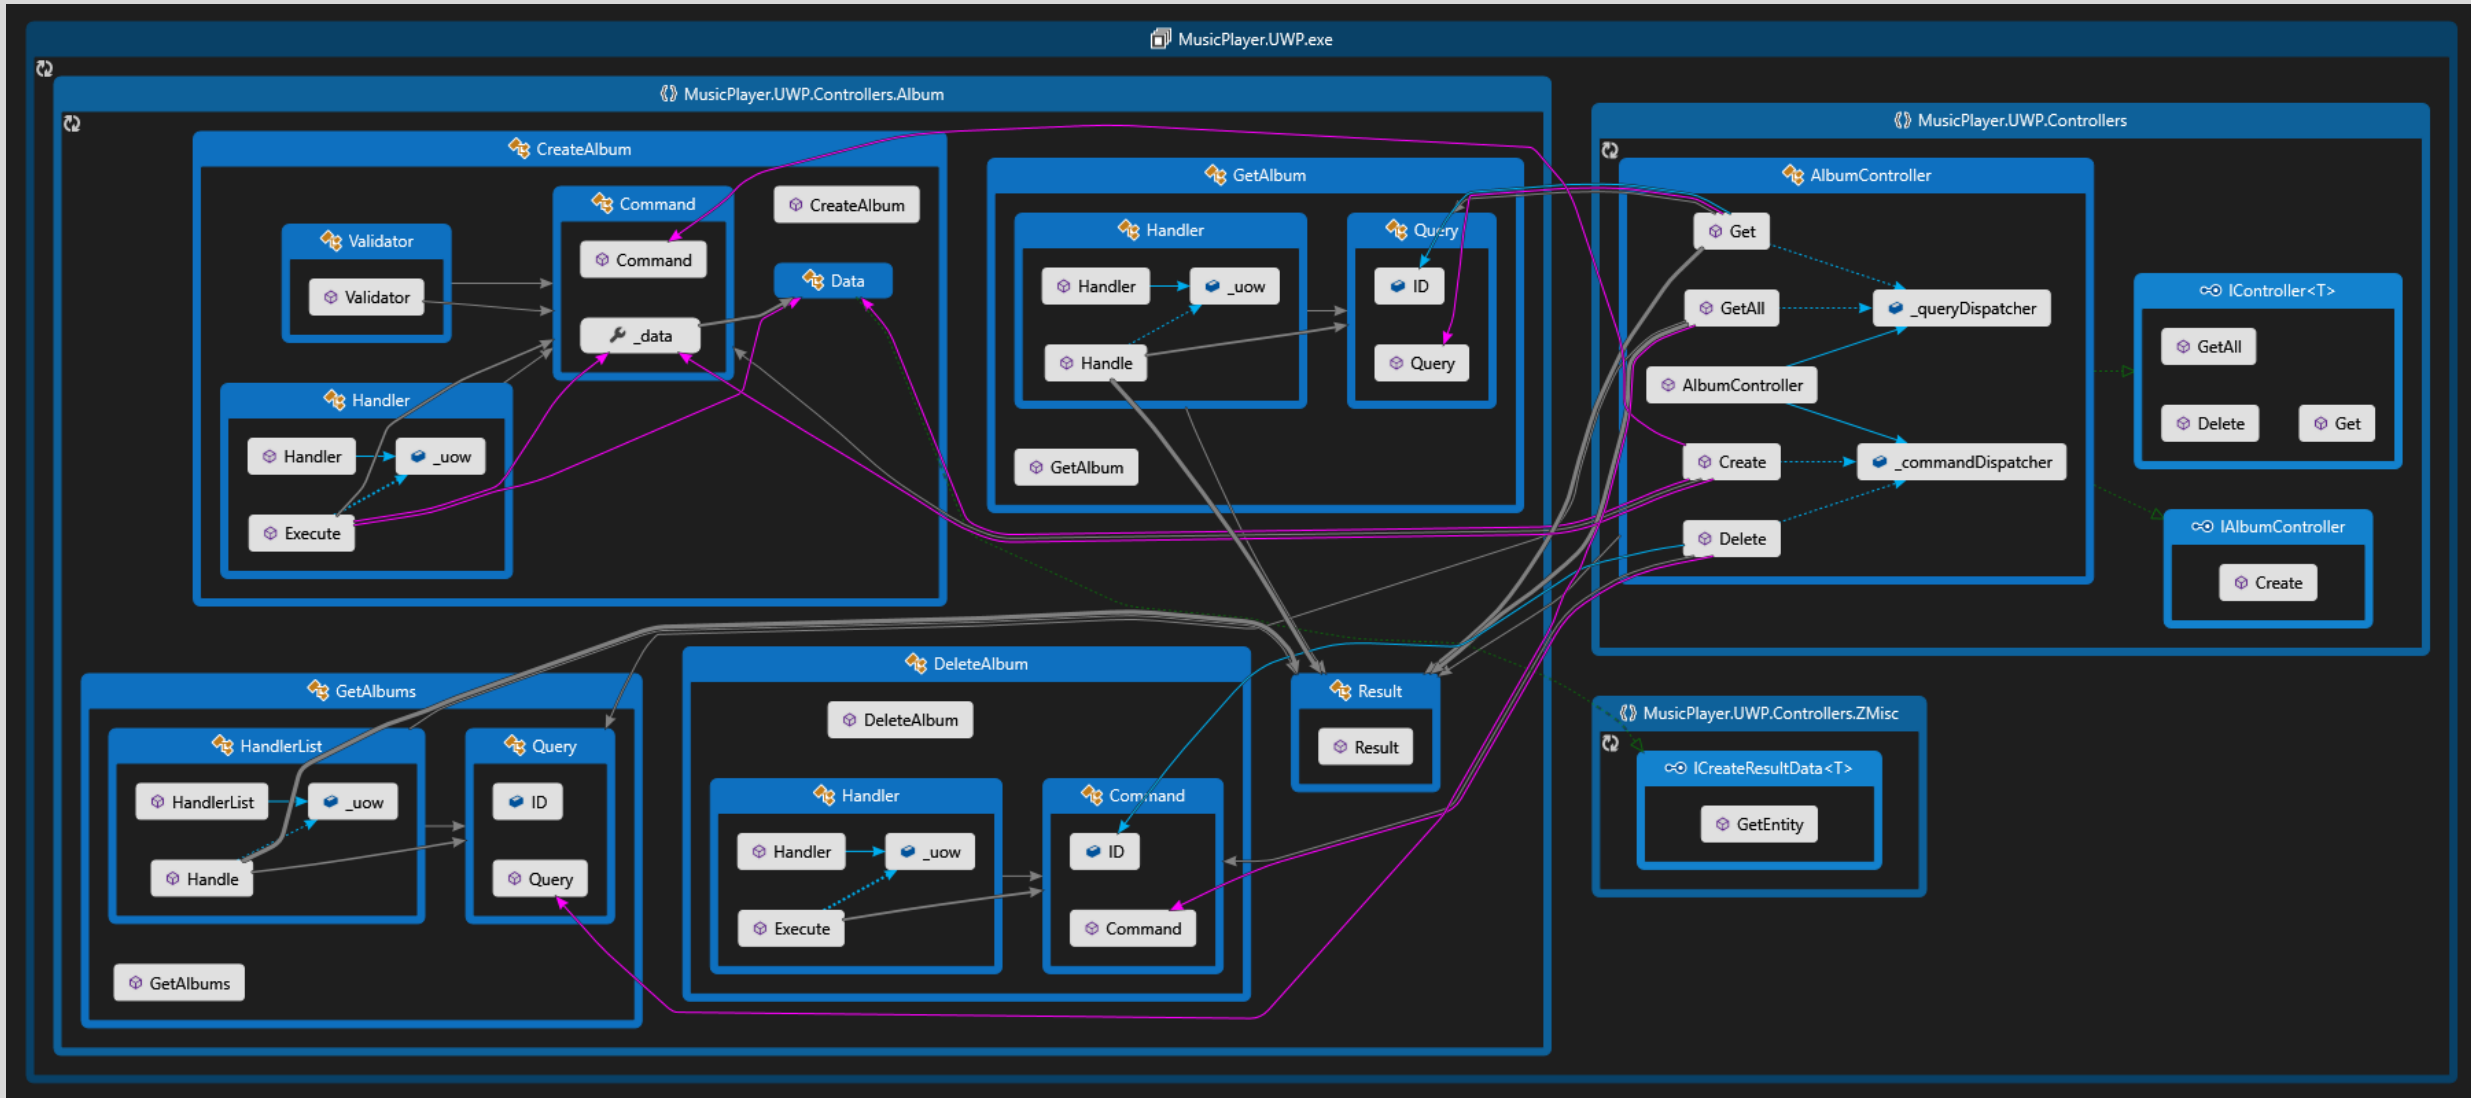 MusicPlayer.UWP.exe
MusicPlayer.UWP.Controllers.Album
CreateAlbum
Validator
Validator
Command
Command
_data
CreateAlbum
Data
Handler
Handler
_uow
Execute
GetAlbum
Handler
Handler
_uow
Handle
Query
ID
Query
GetAlbum
GetAlbums
HandlerList
HandlerList
_uow
Handle
Query
ID
Query
GetAlbums
DeleteAlbum
DeleteAlbum
Handler
Handler
_uow
Execute
Command
ID
Command
Result
Result
MusicPlayer.UWP.Controllers
AlbumController
Get
GetAll
_queryDispatcher
AlbumController
Create
_commandDispatcher
Delete
IController<T>
GetAll
Delete
Get
IAlbumController
Create
MusicPlayer.UWP.Controllers.ZMisc
ICreateResultData<T>
GetEntity